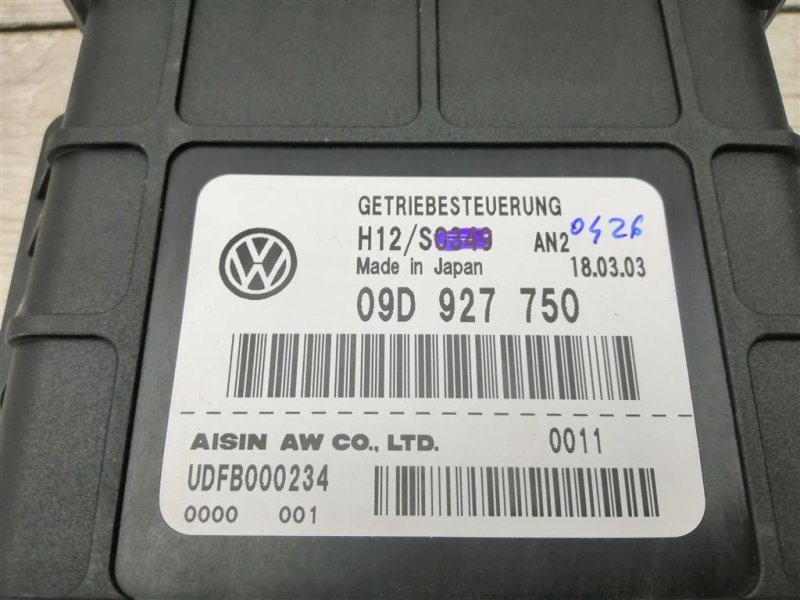 GETRIEBESTEUERUNG
H12/S0349 AN2 0426
Made in Japan 18.03.03
09D 927 750
AISIN AW CO., LTD. 0011
UDFB000234
0000 001